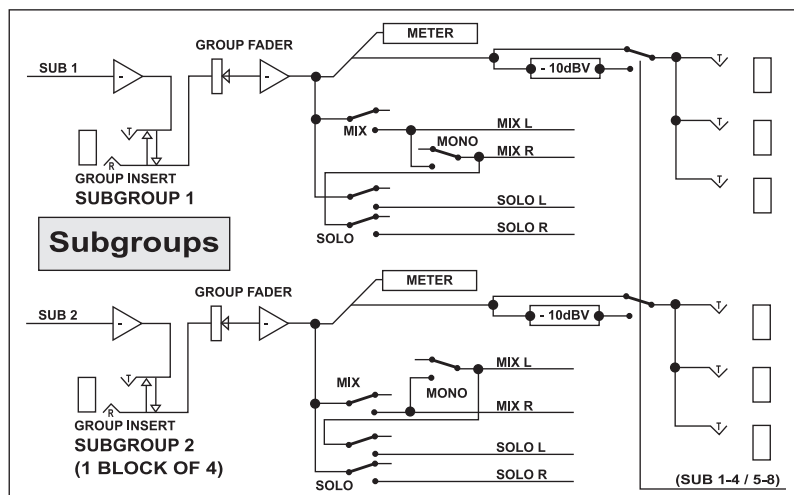 METER
GROUP FADER
SUB 1
- 10dBV
T
MIX
MIX L
MONO
MIX R
T
T
R
GROUP INSERT
SUBGROUP 1
T
SOLO L
SOLO R
SOLO
Subgroups
METER
GROUP FADER
SUB 2
- 10dBV
T
MIX L
MIX
MONO
T
T
MIX R
R
GROUP INSERT
SUBGROUP 2
(1 BLOCK OF 4)
T
SOLO L
SOLO R
SOLO
(SUB 1-4 / 5-8)